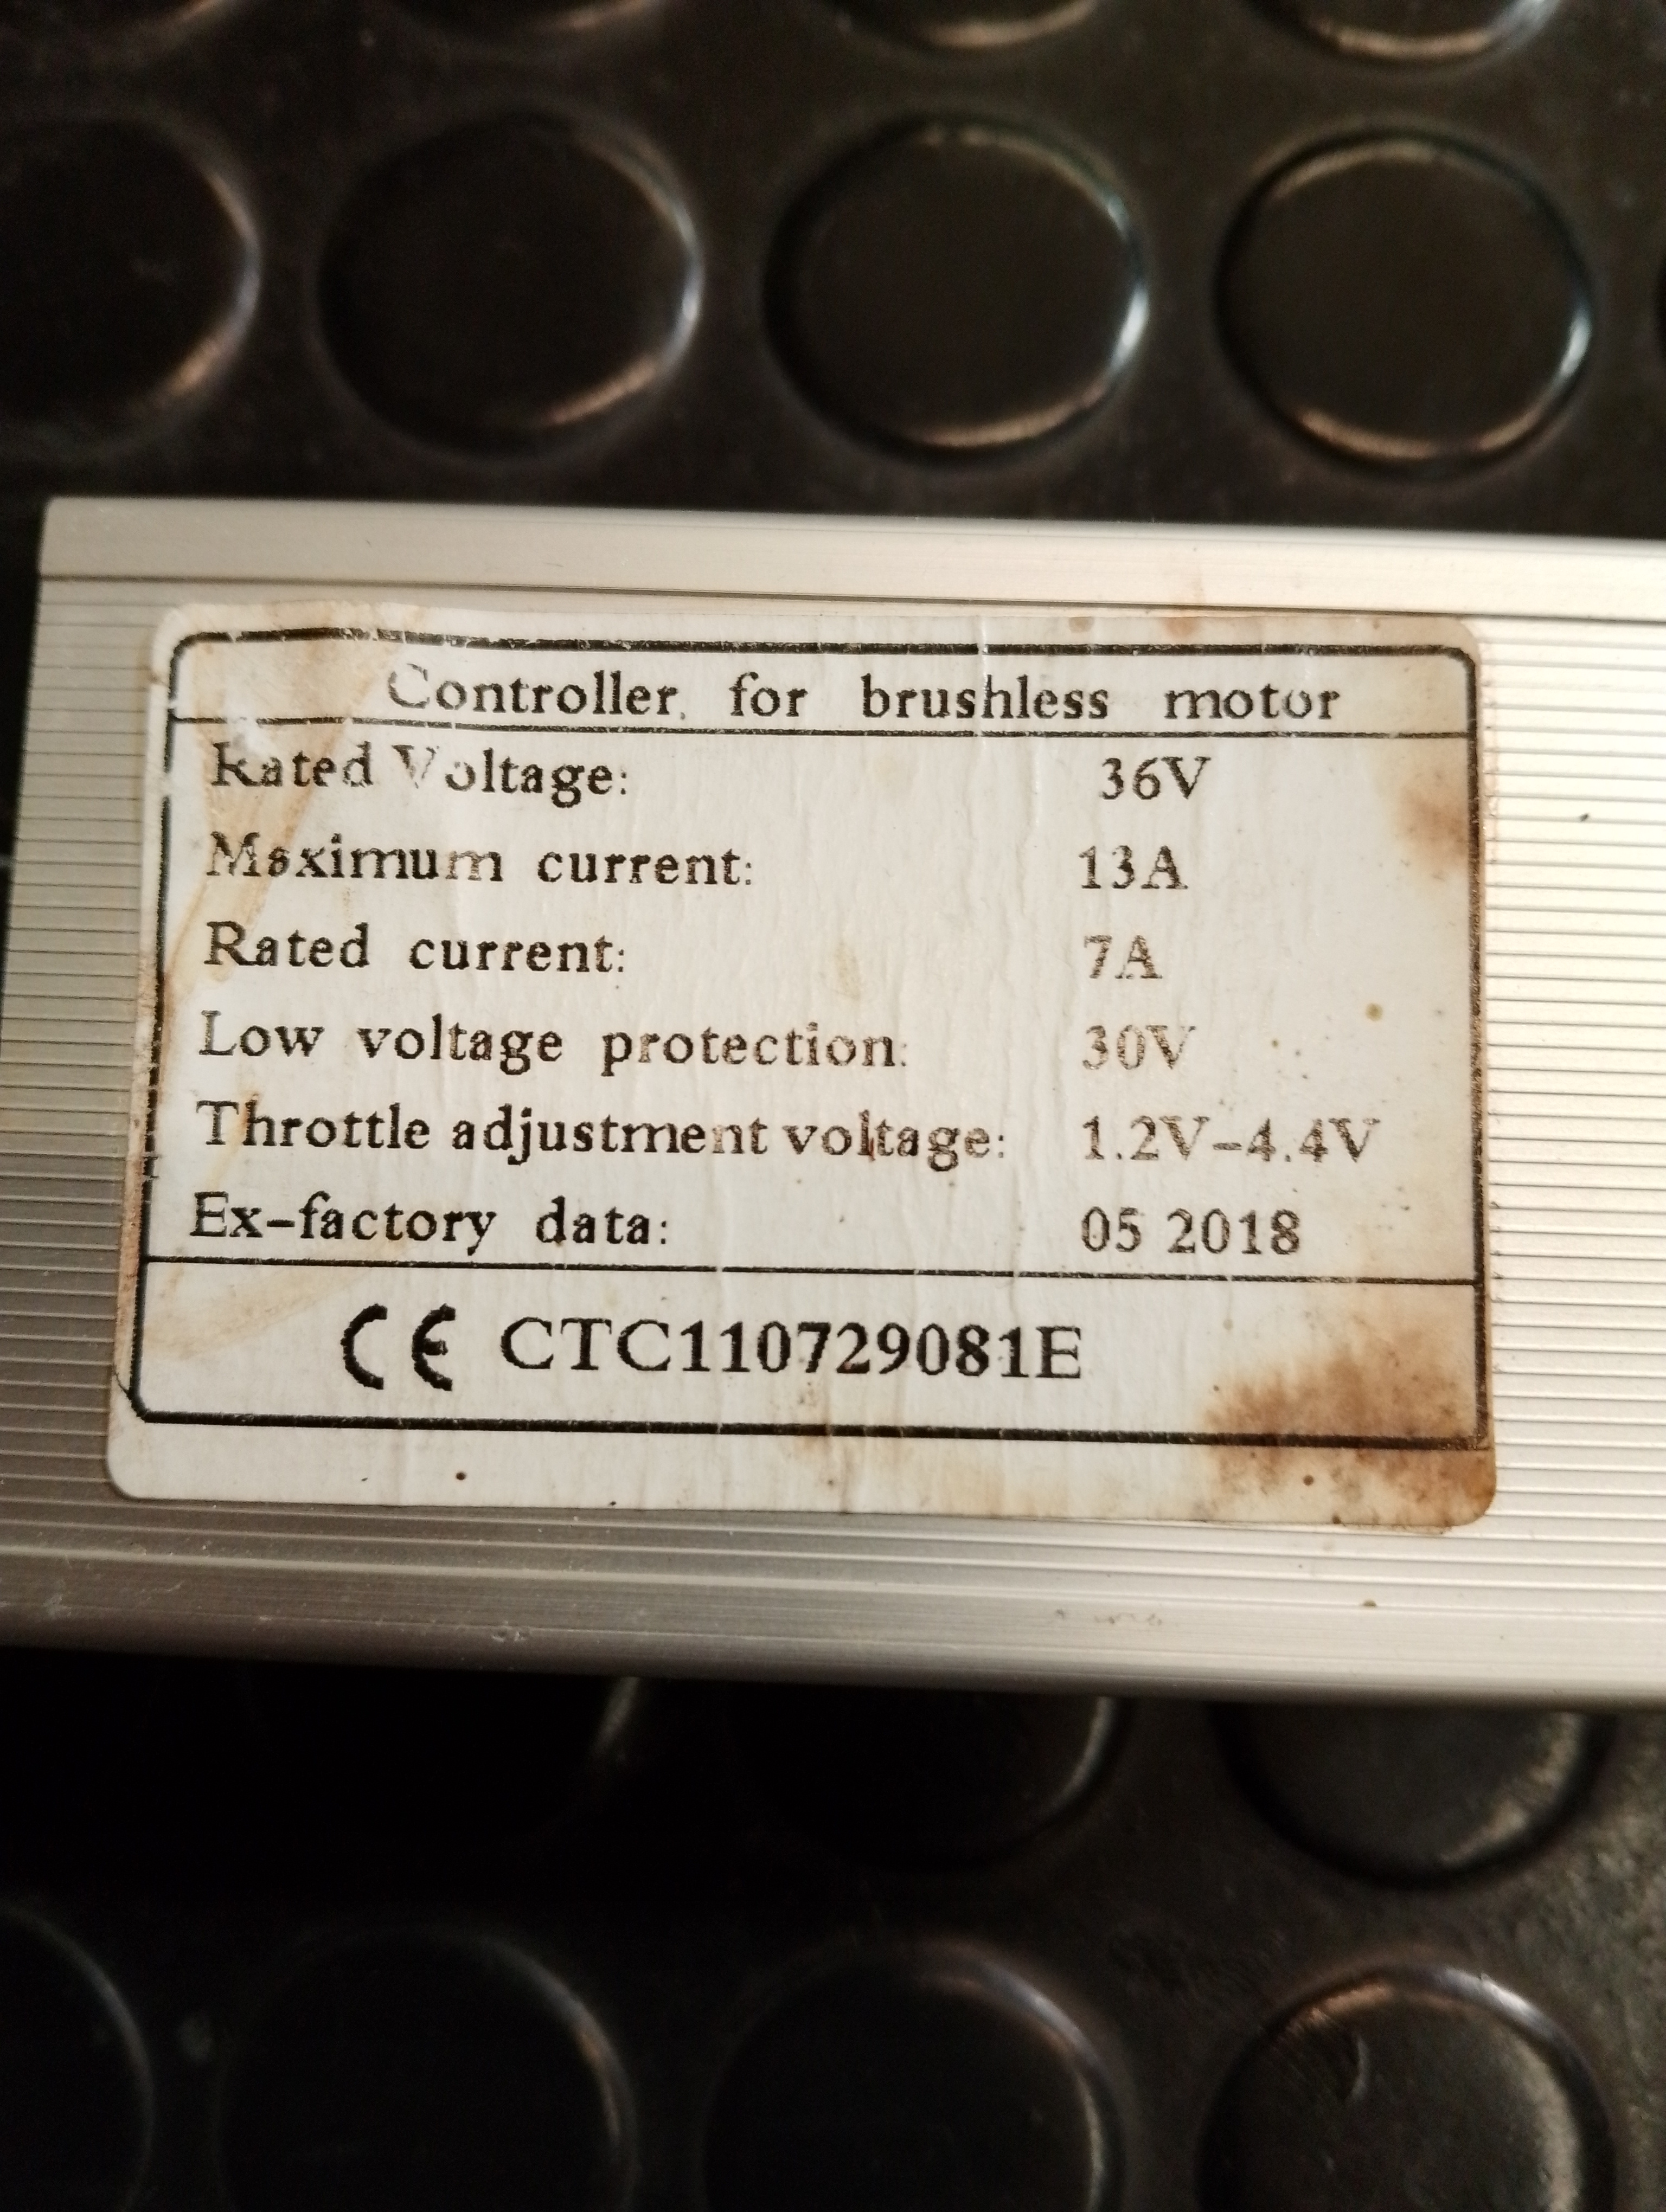 Controller for brushless motor
Rated Voltage: 36V
Maximum current: 13A
Rated current: 7A
Low voltage protection: 30V
Throttle adjustment voltage: 1.2V-4.4V
Ex-factory data: 05 2018
CE CTC110729081E